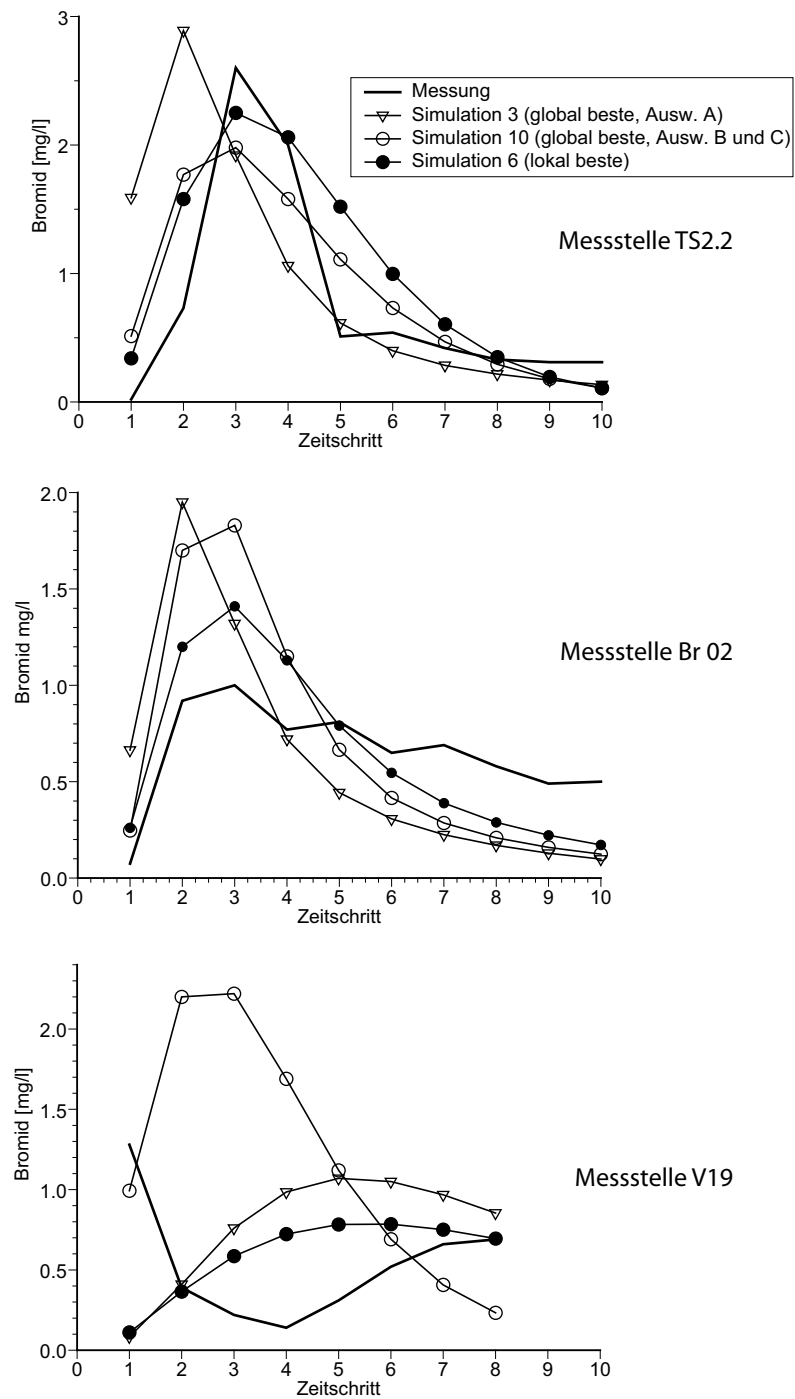 3
2
1
0
Bromid [mg/l]
Messung
Simulation 3 (global beste, Ausw. A)
Simulation 10 (global beste, Ausw. B und C)
Simulation 6 (lokal beste)
Messstelle TS2.2
0 1 2 3 4 5 6 7 8 9 10
Zeitschritt
2.0
1.5
1.0
0.5
0.0
Bromid mg/l
Messstelle Br 02
0 1 2 3 4 5 6 7 8 9 10
Zeitschritt
2.0
1.5
1.0
0.5
0.0
Bromid [mg/l]
Messstelle V19
0 1 2 3 4 5 6 7 8 9 10
Zeitschritt